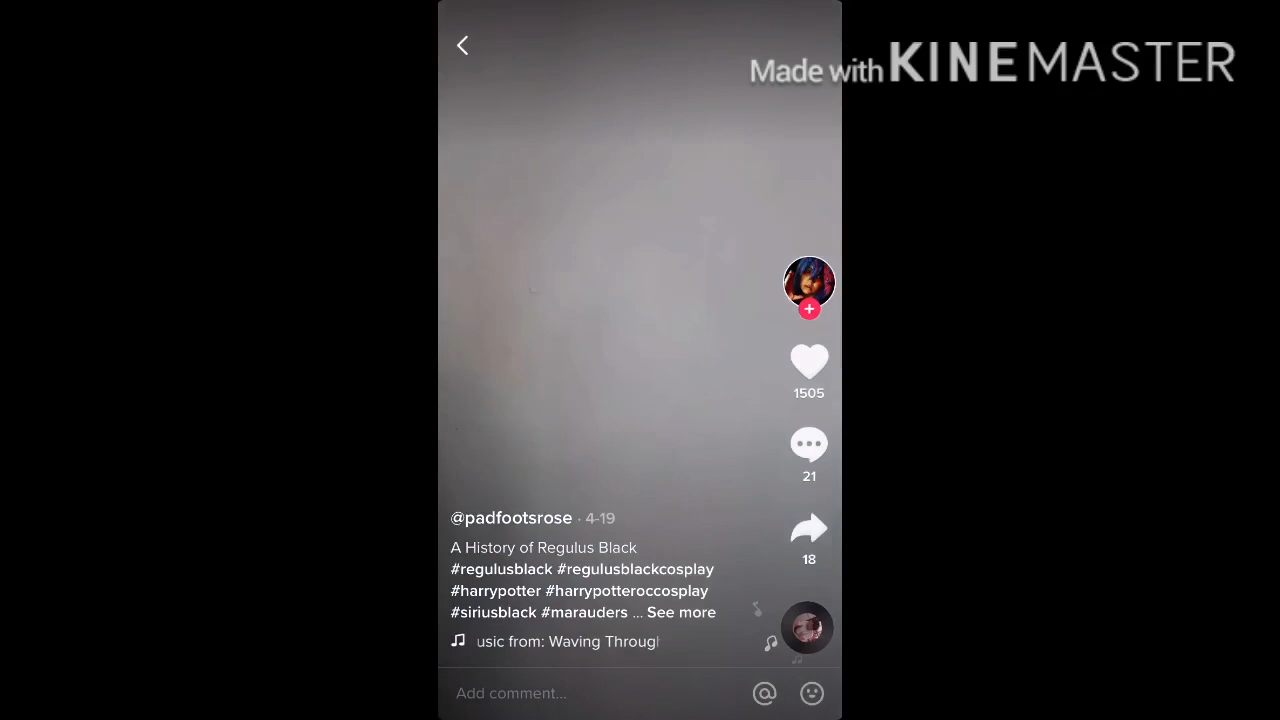 Made with KINEMASTER
1505
21
18
@padfootsrose · 4-19
A History of Regulus Black
#regulusblack #regulusblackcosplay
#harrypotter #harrypotteroccosplay
#siriusblack #marauders ... See more
usic from: Waving Throug
Add comment...